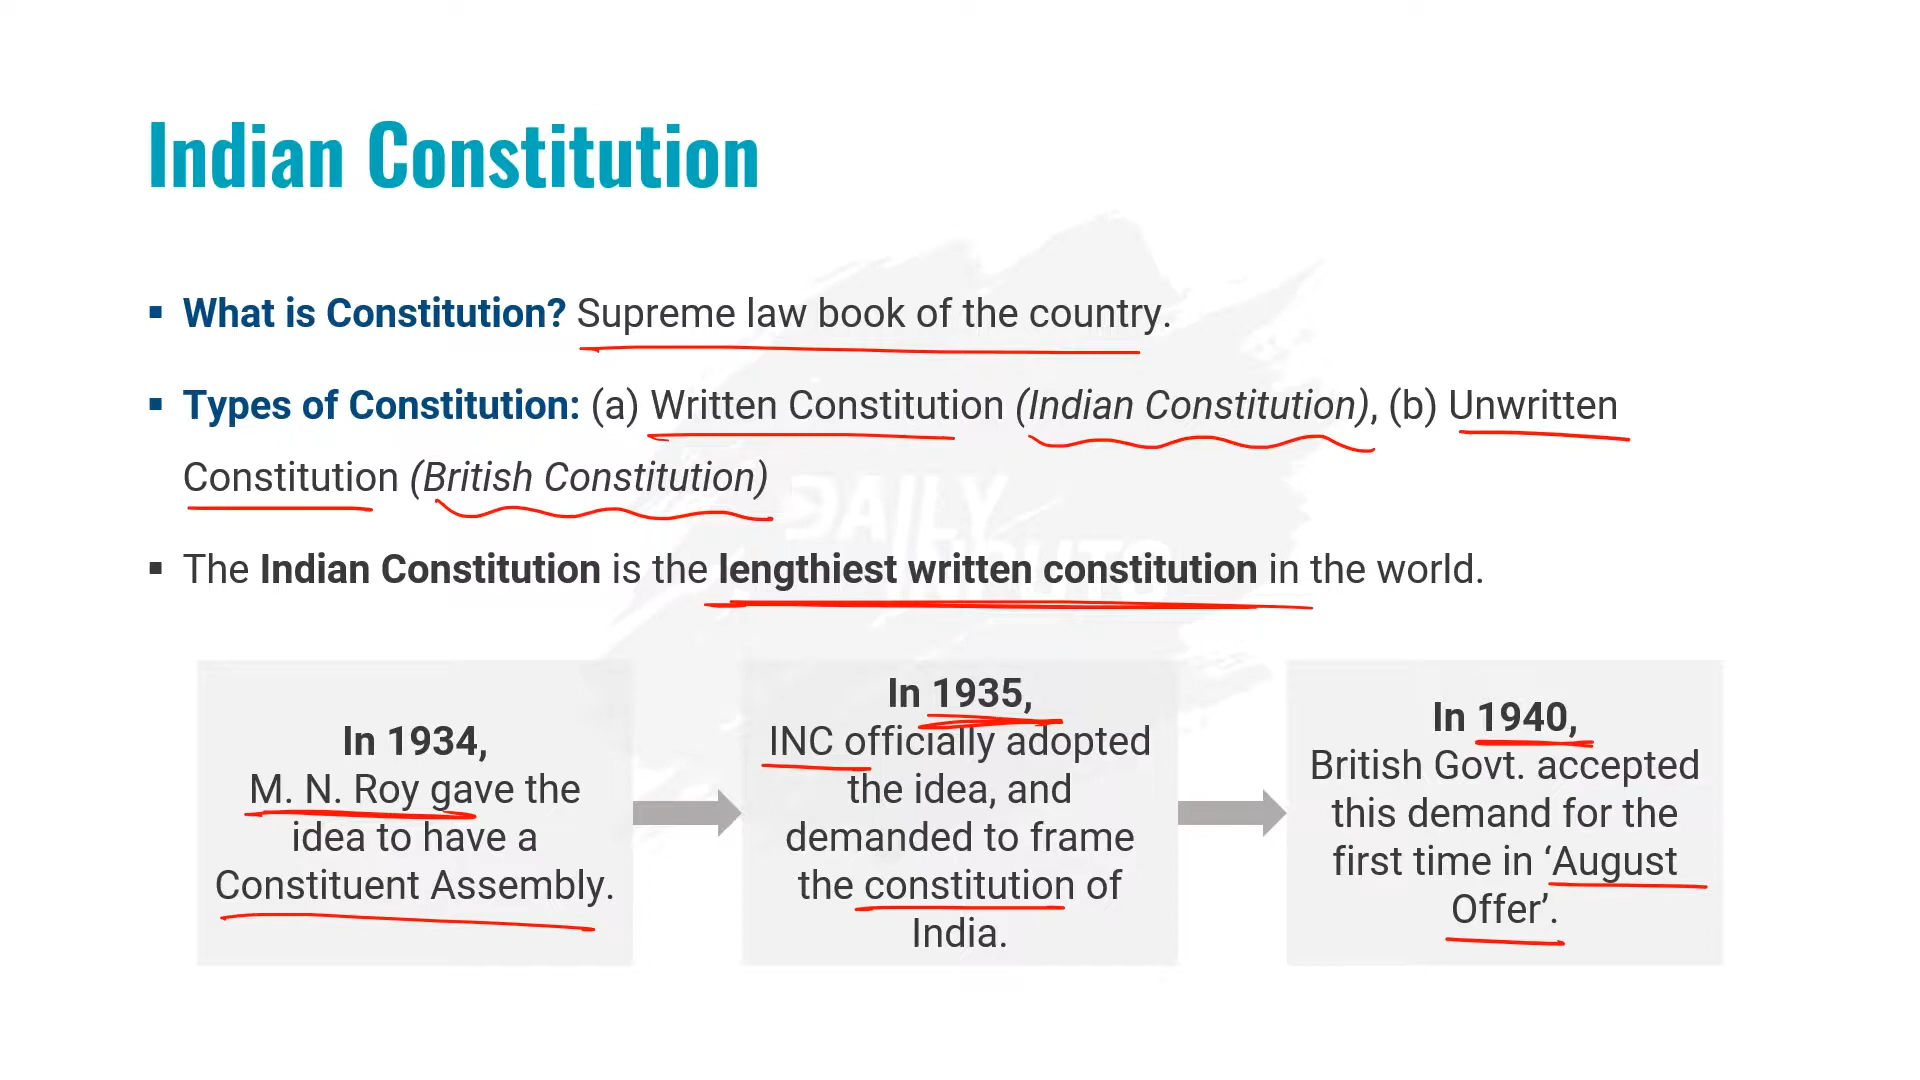 Indian Constitution
▪ What is Constitution? Supreme law book of the country.
▪ Types of Constitution: (a) Written Constitution (Indian Constitution), (b) Unwritten
Constitution (British Constitution)
DAILY
INPUTS
▪ The Indian Constitution is the lengthiest written constitution in the world.
In 1934,
M. N. Roy gave the
idea to have a
Constituent Assembly.
In 1935,
INC officially adopted
the idea, and
demanded to frame
the constitution of
India.
In 1940,
British Govt. accepted
this demand for the
first time in ‘August
Offer’.